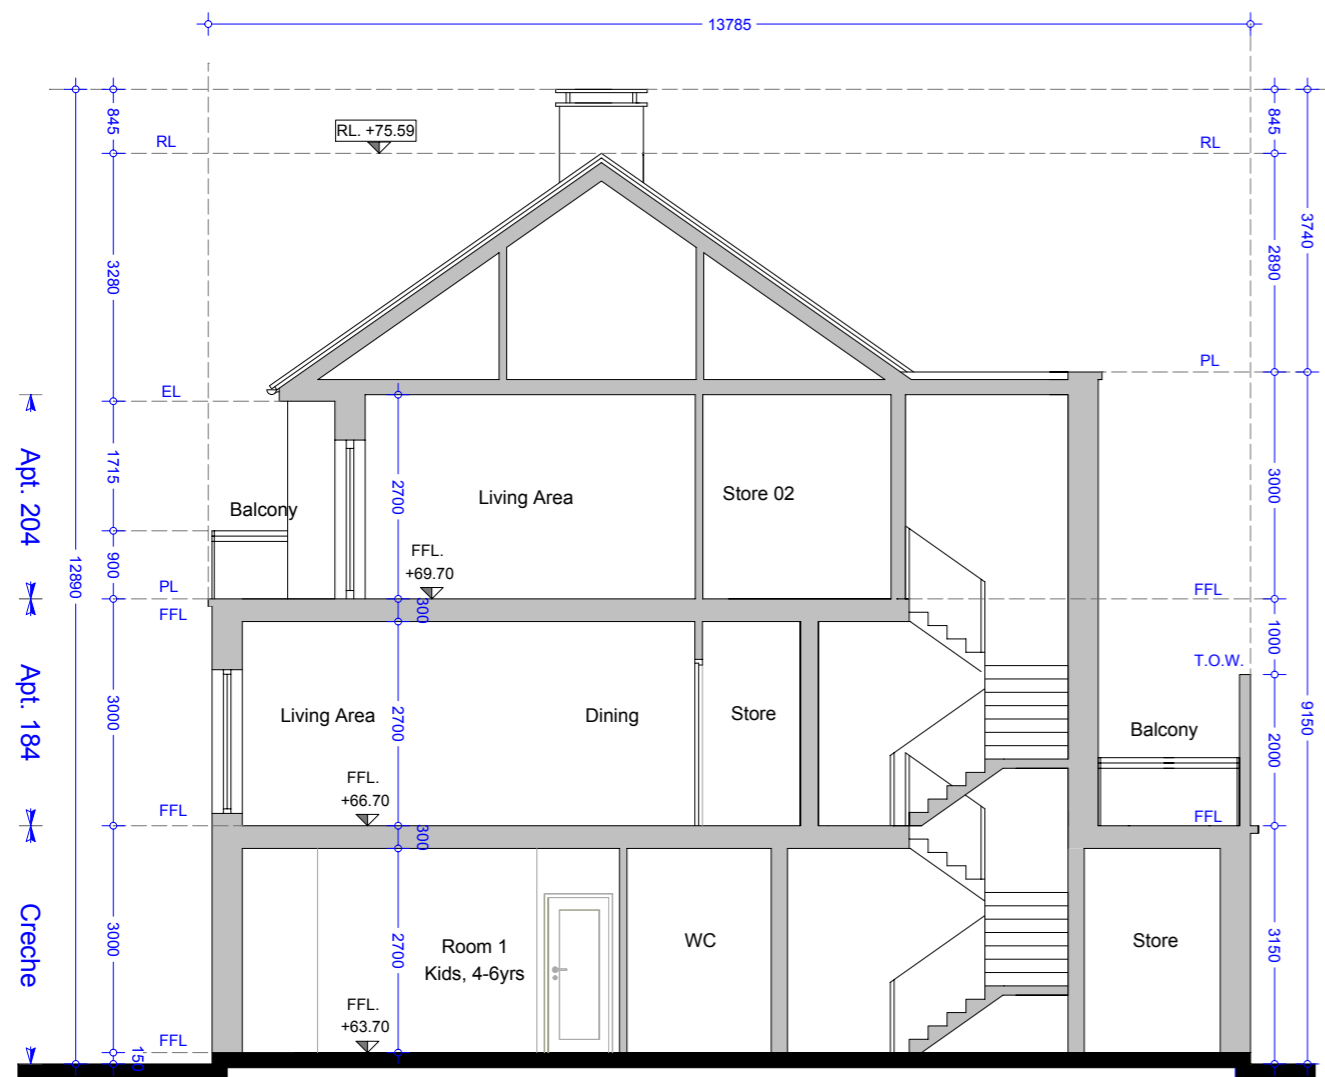 13785
845
RL
RL. +75.59
RL
845
3280
2890
3740
EL
PL
Apt. 204
1715
Balcony
2700
Living Area
Store 02
3000
12890
900
FFL.
+69.70
PL
FFL
300
FFL
1000
T.O.W.
Apt. 184
3000
Living Area
2700
Dining
Store
Balcony
2000
9150
FFL.
+66.70
FFL
300
FFL
Creche
3000
2700
Room 1
Kids, 4-6yrs
WC
Store
3150
FFL.
+63.70
FFL
150